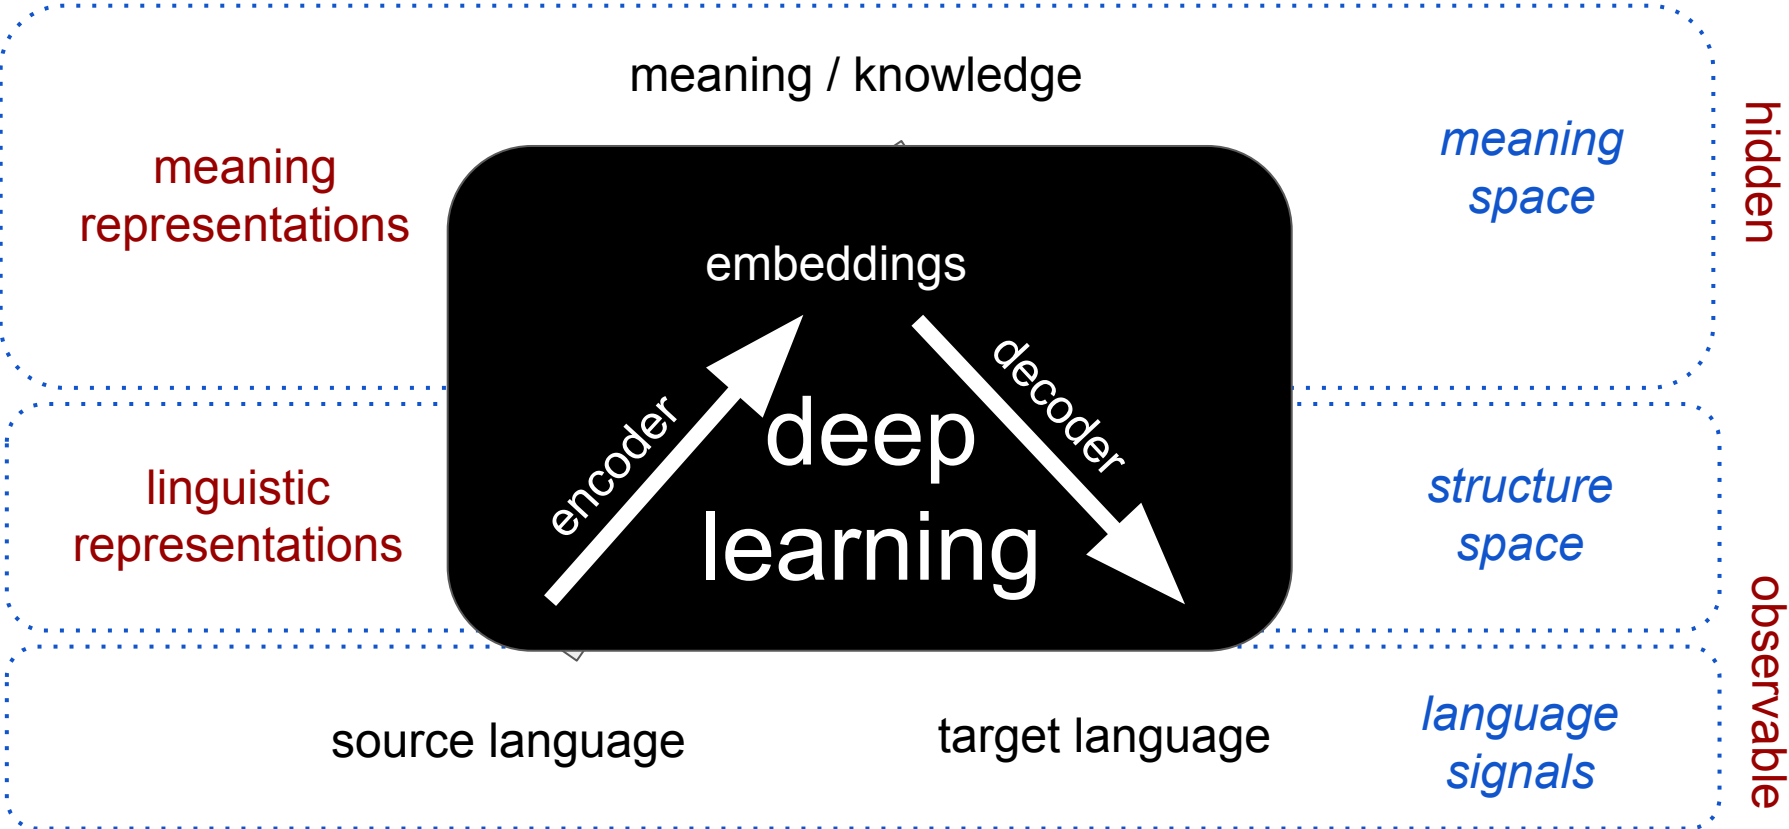 meaning / knowledge
meaning
representations
meaning
space
hidden
embeddings
encoder
decoder
deep
learning
linguistic
representations
structure
space
observable
source language
target language
language
signals